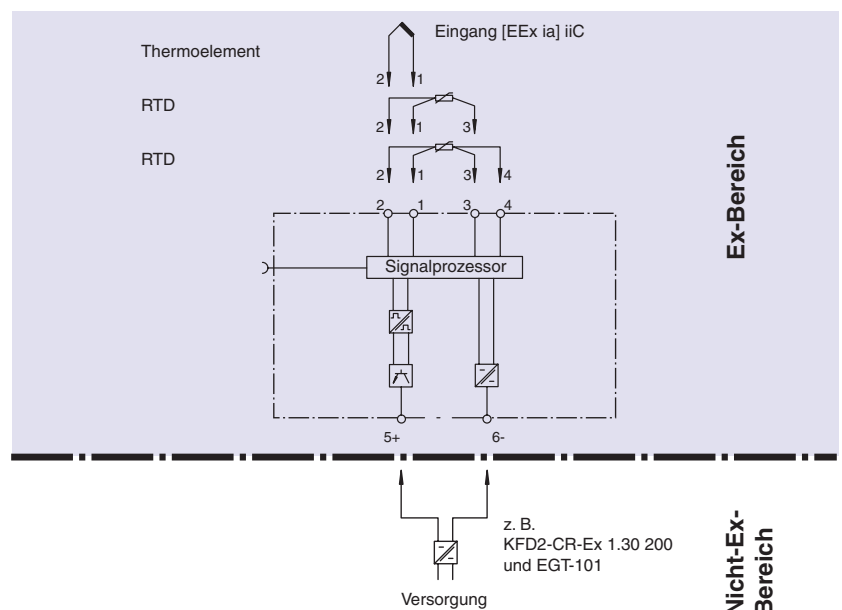 Eingang [EEx ia] iiC
Thermoelement
2 1
RTD
2 1 3
RTD
2 1 3 4
2 1 3 4
Signalprozessor
5+ - 6-
Ex-Bereich
z. B.
KFD2-CR-Ex 1.30 200
und EGT-101
Versorgung
Nicht-Ex-
Bereich